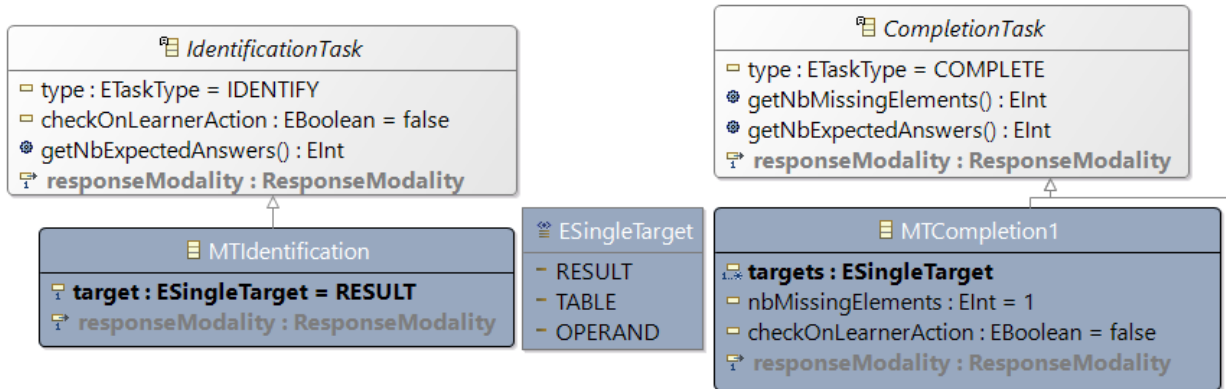 IdentificationTask
type : ETaskType = IDENTIFY
checkOnLearnerAction : EBoolean = false
getNbExpectedAnswers() : EInt
responseModality : ResponseModality
CompletionTask
type : ETaskType = COMPLETE
getNbMissingElements() : EInt
getNbExpectedAnswers() : EInt
responseModality : ResponseModality
MTIdentification
target : ESingleTarget = RESULT
responseModality : ResponseModality
ESingleTarget
RESULT
TABLE
OPERAND
MTCompletion1
targets : ESingleTarget
nbMissingElements : EInt = 1
checkOnLearnerAction : EBoolean = false
responseModality : ResponseModality